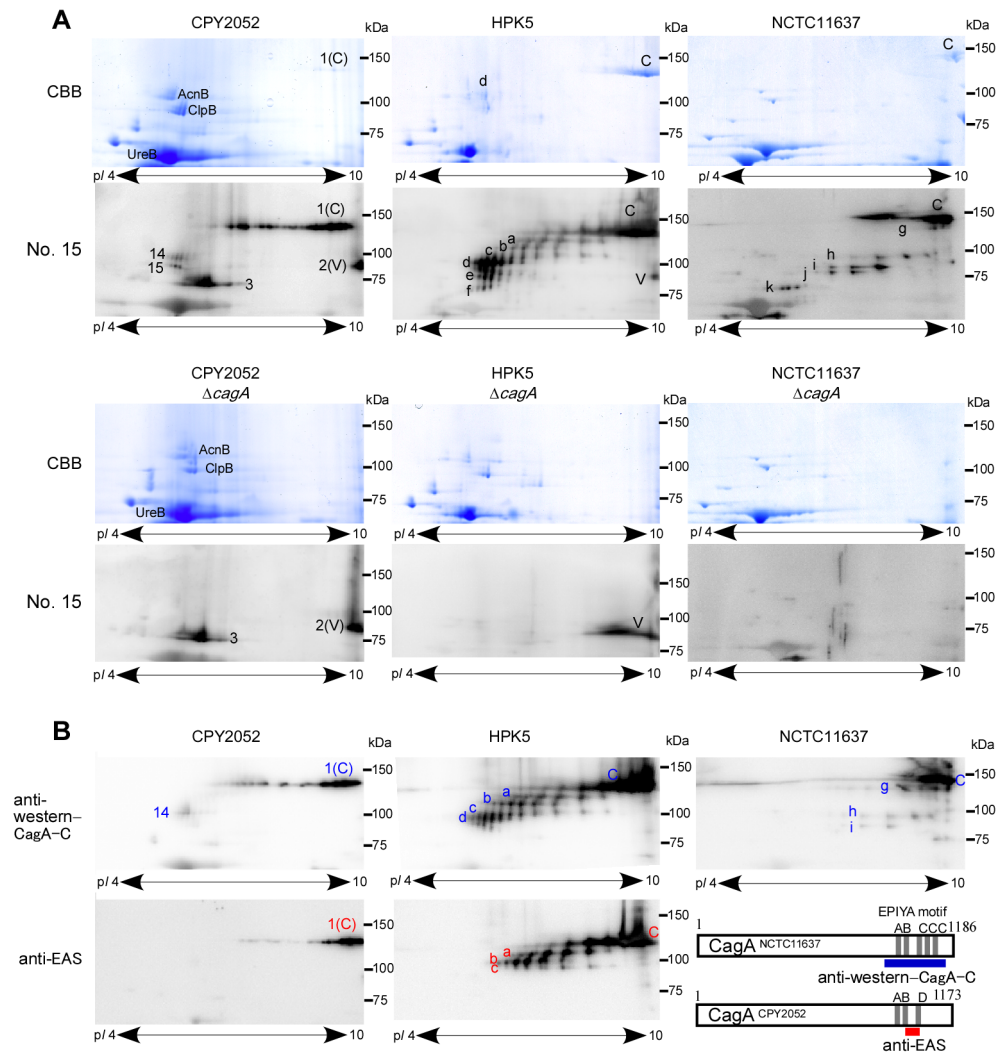 A
CPY2052 HPK5 NCTC11637
kDa kDa kDa
CBB
1(C) 150 d C 150 C 150
AcnB 100 100 100
ClpB
75 75 75
UreB
pI 4 10 pI 4 10 pI 4 10
No. 15
1(C) 150 C 150 C 150
g
14 100 a b c d 100 h 100
15 2(V) e V i j 75
3 75 f 75 k
pI 4 10 pI 4 10 pI 4 10
CPY2052 HPK5 NCTC11637
ΔcagA ΔcagA ΔcagA
kDa kDa kDa
CBB
150 150 150
AcnB
ClpB 100 100 100
UreB 75 75 75
pI 4 10 pI 4 10 pI 4 10
No. 15
150 150 150
2(V) 100 V 100 100
3 75 75 75
pI 4 10 pI 4 10 pI 4 10
B
CPY2052 HPK5 NCTC11637
kDa kDa kDa
anti-
western–
CagA–C
1(C) 150 C 150 C 150
a g
14 100 b c d 100 h 100
i
75 75 75
pI 4 10 pI 4 10 pI 4 10
anti-EAS
1(C) 150 C 150
a
100 b c 100
75 75
pI 4 10 pI 4 10
EPIYA motif
1 AB CCC 1186
CagA NCTC11637
anti-western–CagA–C
1 AB D 1173
CagA CPY2052
anti-EAS